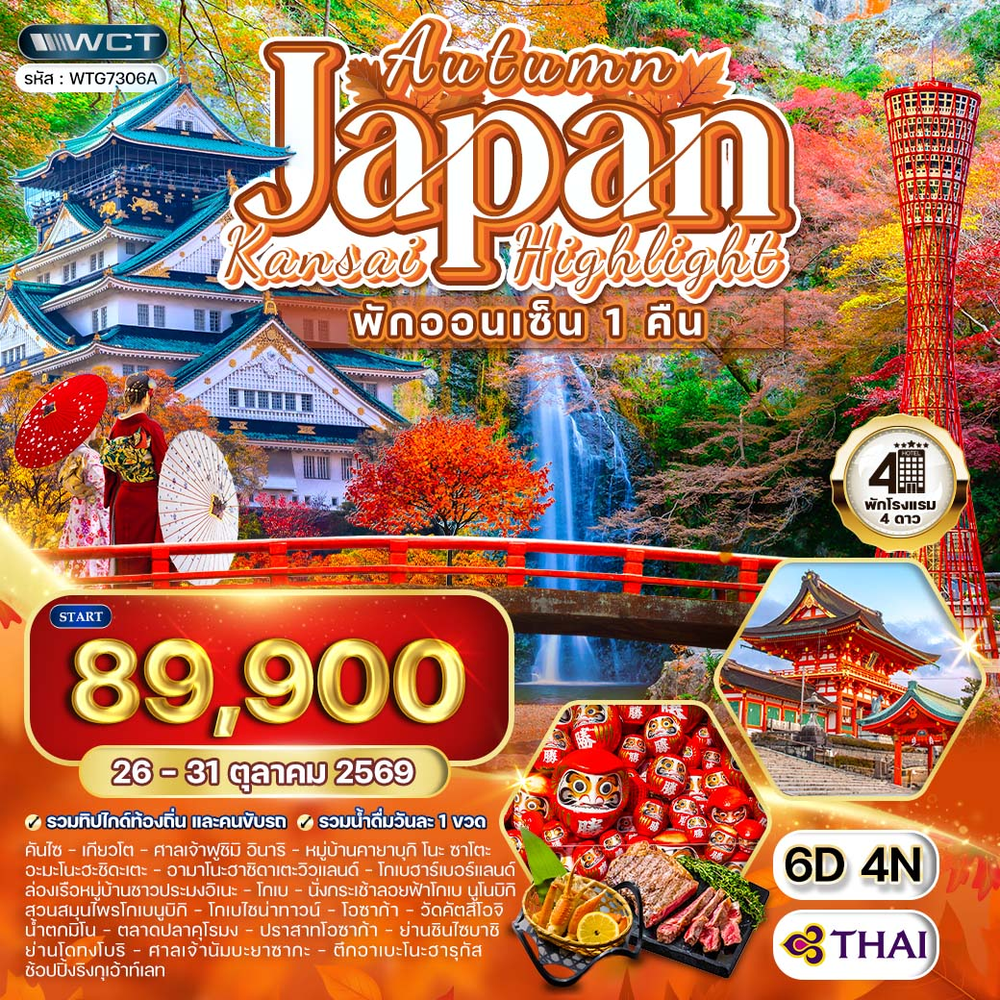 WCT
รหัส : WTG7306A
Autumn
Japan
Kansai Highlight
พักออนเซ็น 1 คืน
HOTEL
4
พักโรงแรม
4 ดาว
START
89,900
26 - 31 ตุลาคม 2569
รวมทิปไกด์ท้องถิ่น และคนขับรถ รวมน้ำดื่มวันละ 1 ขวด
คันไซ - เกียวโต - ศาลเจ้าฟูชิมิ อินาริ - หมู่บ้านคายาบุกิ โนะ ซาโตะ
อะมะโนะฮะชิดะเตะ - อามาโนะฮาชิดาเตะวิวแลนด์ - โกเบฮาร์เบอร์แลนด์
ล่องเรือหมู่บ้านชาวประมงอิเนะ - โกเบ - นั่งกระเช้าลอยฟ้าโกเบ นูโนบิกิ
สวนสมุนไพรโกเบนูบิกิ - โกเบไชน่าทาวน์ - โอซาก้า - วัดคัตสึโอจิ
น้ำตกมิโน - ตลาดปลาคุโรมง - ปราสาทโอซาก้า - ย่านชินไซบาชิ
ย่านโดทงโบริ - ศาลเจ้านัมบะยาซากะ - ตึกอาเบะโนะฮารุกัส
ช้อปปิ้งริงกุเอ้าท์เลท
勝
6D 4N
THAI